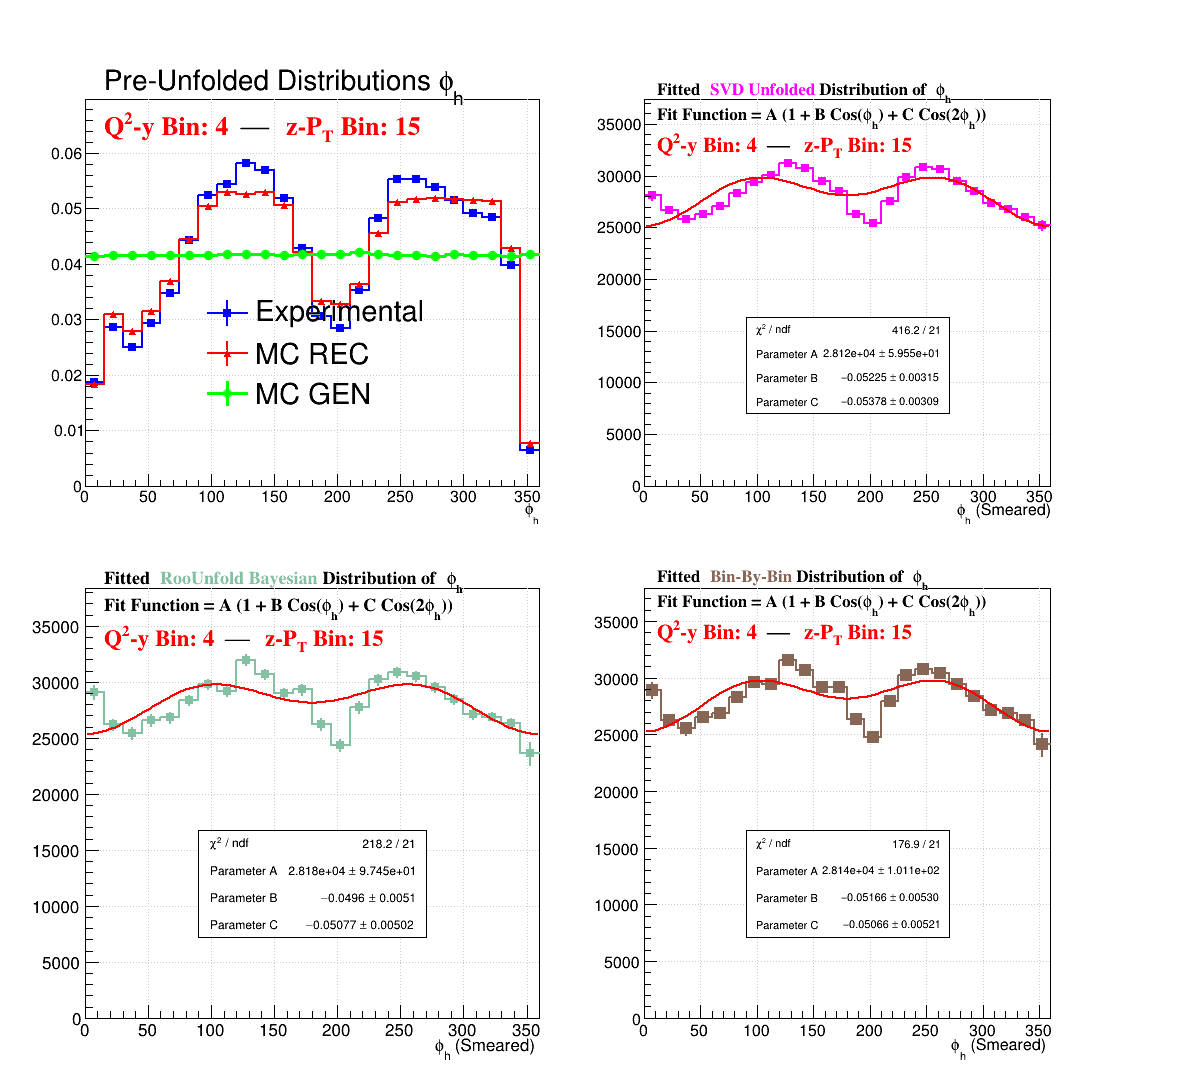 Pre-Unfolded Distributions ϕh
Q²-y Bin: 4 — z-PT Bin: 15
0.06
0.05
0.04
0.03
0.02
0.01
0
Experimental
MC REC
MC GEN
0 50 100 150 200 250 300 350
ϕh
Fitted SVD Unfolded Distribution of ϕh
Fit Function = A (1 + B Cos(ϕh) + C Cos(2ϕh))
Q²-y Bin: 4 — z-PT Bin: 15
35000
30000
25000
20000
15000
10000
5000
0
χ² / ndf 416.2 / 21
Parameter A 2.812e+04 ± 5.955e+01
Parameter B −0.05225 ± 0.00315
Parameter C −0.05378 ± 0.00309
0 50 100 150 200 250 300 350
ϕh (Smeared)
Fitted RooUnfold Bayesian Distribution of ϕh
Fit Function = A (1 + B Cos(ϕh) + C Cos(2ϕh))
Q²-y Bin: 4 — z-PT Bin: 15
35000
30000
25000
20000
15000
10000
5000
0
χ² / ndf 218.2 / 21
Parameter A 2.818e+04 ± 9.745e+01
Parameter B −0.0496 ± 0.0051
Parameter C −0.05077 ± 0.00502
0 50 100 150 200 250 300 350
ϕh (Smeared)
Fitted Bin-By-Bin Distribution of ϕh
Fit Function = A (1 + B Cos(ϕh) + C Cos(2ϕh))
Q²-y Bin: 4 — z-PT Bin: 15
35000
30000
25000
20000
15000
10000
5000
0
χ² / ndf 176.9 / 21
Parameter A 2.814e+04 ± 1.011e+02
Parameter B −0.05166 ± 0.00530
Parameter C −0.05066 ± 0.00521
0 50 100 150 200 250 300 350
ϕh (Smeared)